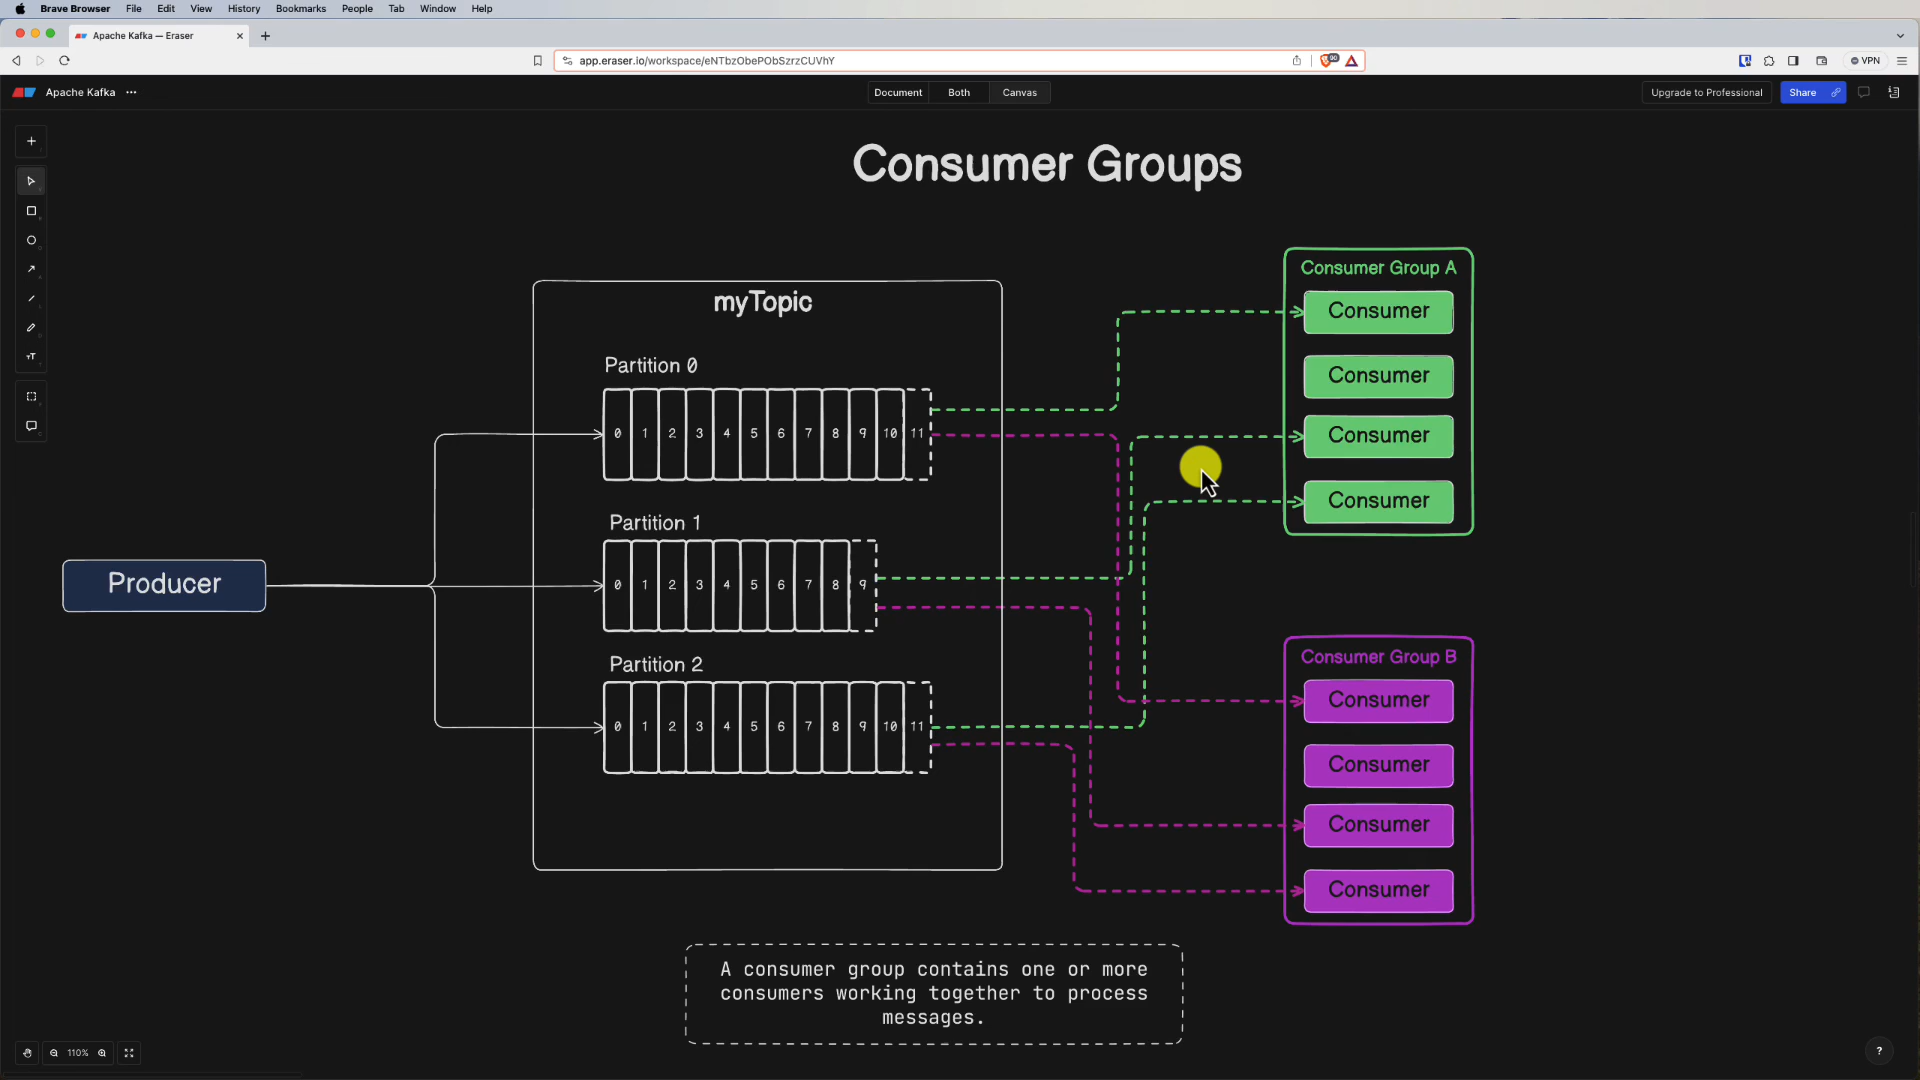 Brave Browser File Edit View History Bookmarks People Tab Window Help
Apache Kafka — Eraser
app.eraser.io/workspace/eNTbzObePObSzrzCUVhY
VPN
Apache Kafka
Document Both Canvas
Upgrade to Professional
Share
Consumer Groups
myTopic
Partition 0
0 1 2 3 4 5 6 7 8 9 10 11
Partition 1
0 1 2 3 4 5 6 7 8 9
Partition 2
0 1 2 3 4 5 6 7 8 9 10 11
Producer
Consumer Group A
Consumer
Consumer
Consumer
Consumer
Consumer Group B
Consumer
Consumer
Consumer
Consumer
A consumer group contains one or more
consumers working together to process
messages.
110%
?